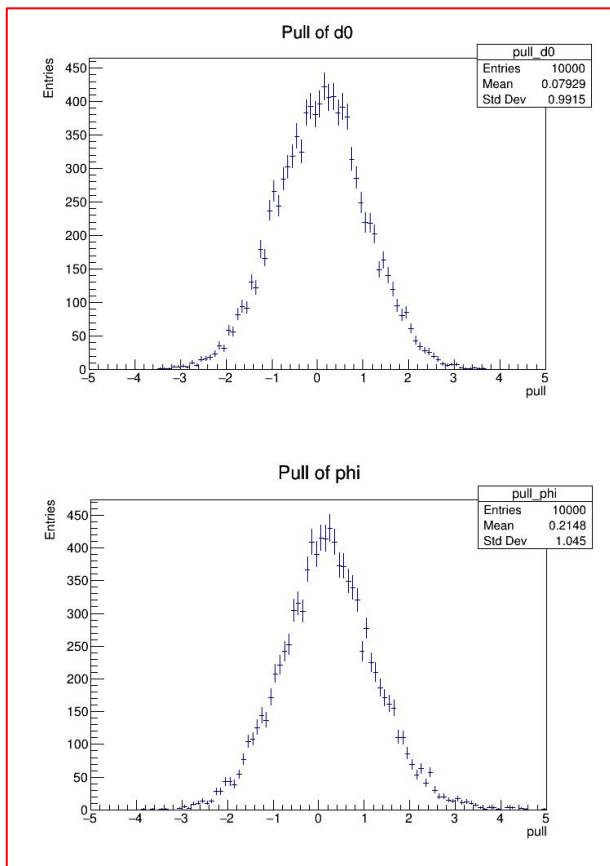 Pull of d0
pull_d0
Entries 10000
Mean 0.07929
Std Dev 0.9915
Entries
450
400
350
300
250
200
150
100
50
0
−5 −4 −3 −2 −1 0 1 2 3 4 5
pull
Pull of phi
pull_phi
Entries 10000
Mean 0.2148
Std Dev 1.045
Entries
450
400
350
300
250
200
150
100
50
0
−5 −4 −3 −2 −1 0 1 2 3 4 5
pull